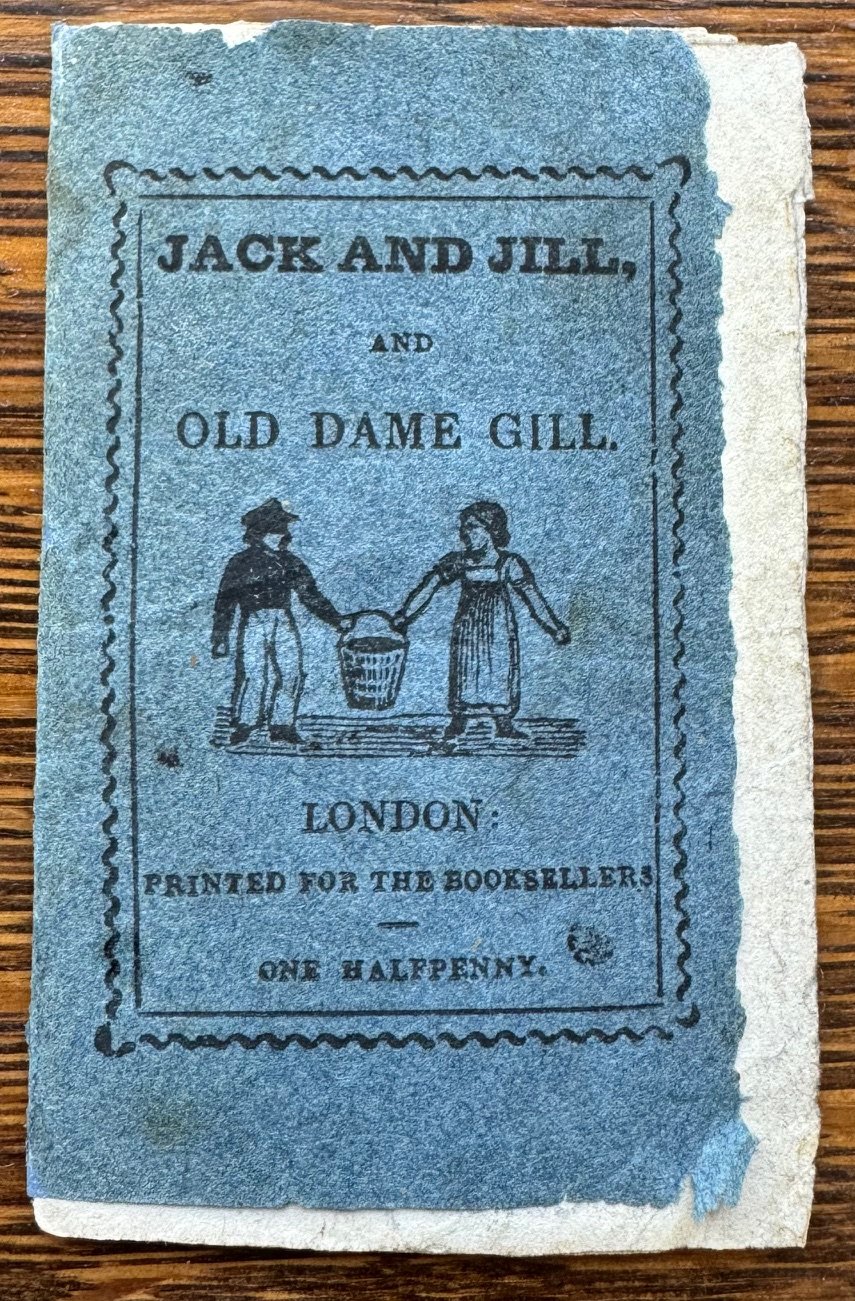 JACK AND JILL,
AND
OLD DAME GILL.
LONDON:
PRINTED FOR THE BOOKSELLERS
ONE HALFPENNY.